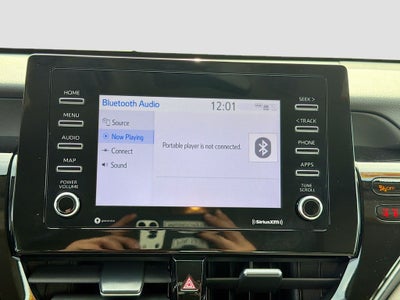 Bluetooth Audio
12:01
Source
Now Playing
Connect
Sound
Portable player is not connected.
HOME
MENU
AUDIO
MAP
POWER
VOLUME
SEEK >
< TRACK
PHONE
APPS
TUNE
SCROLL
SiriusXM